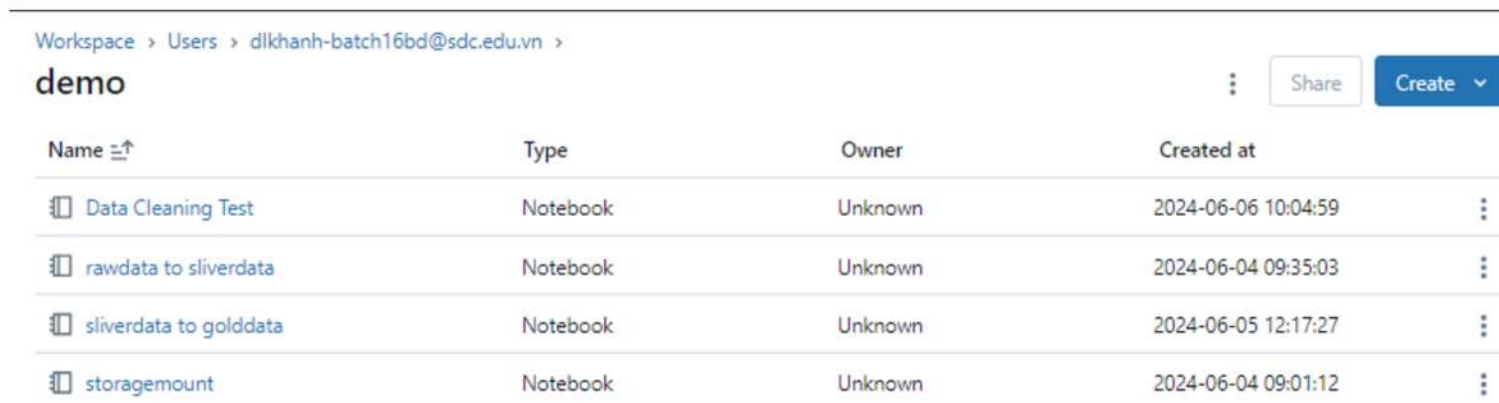 Workspace > Users > dlkhanh-batch16bd@sdc.edu.vn >
demo
Share
Create
Name Type Owner Created at
Data Cleaning Test Notebook Unknown 2024-06-06 10:04:59
rawdata to sliverdata Notebook Unknown 2024-06-04 09:35:03
sliverdata to golddata Notebook Unknown 2024-06-05 12:17:27
storagemount Notebook Unknown 2024-06-04 09:01:12